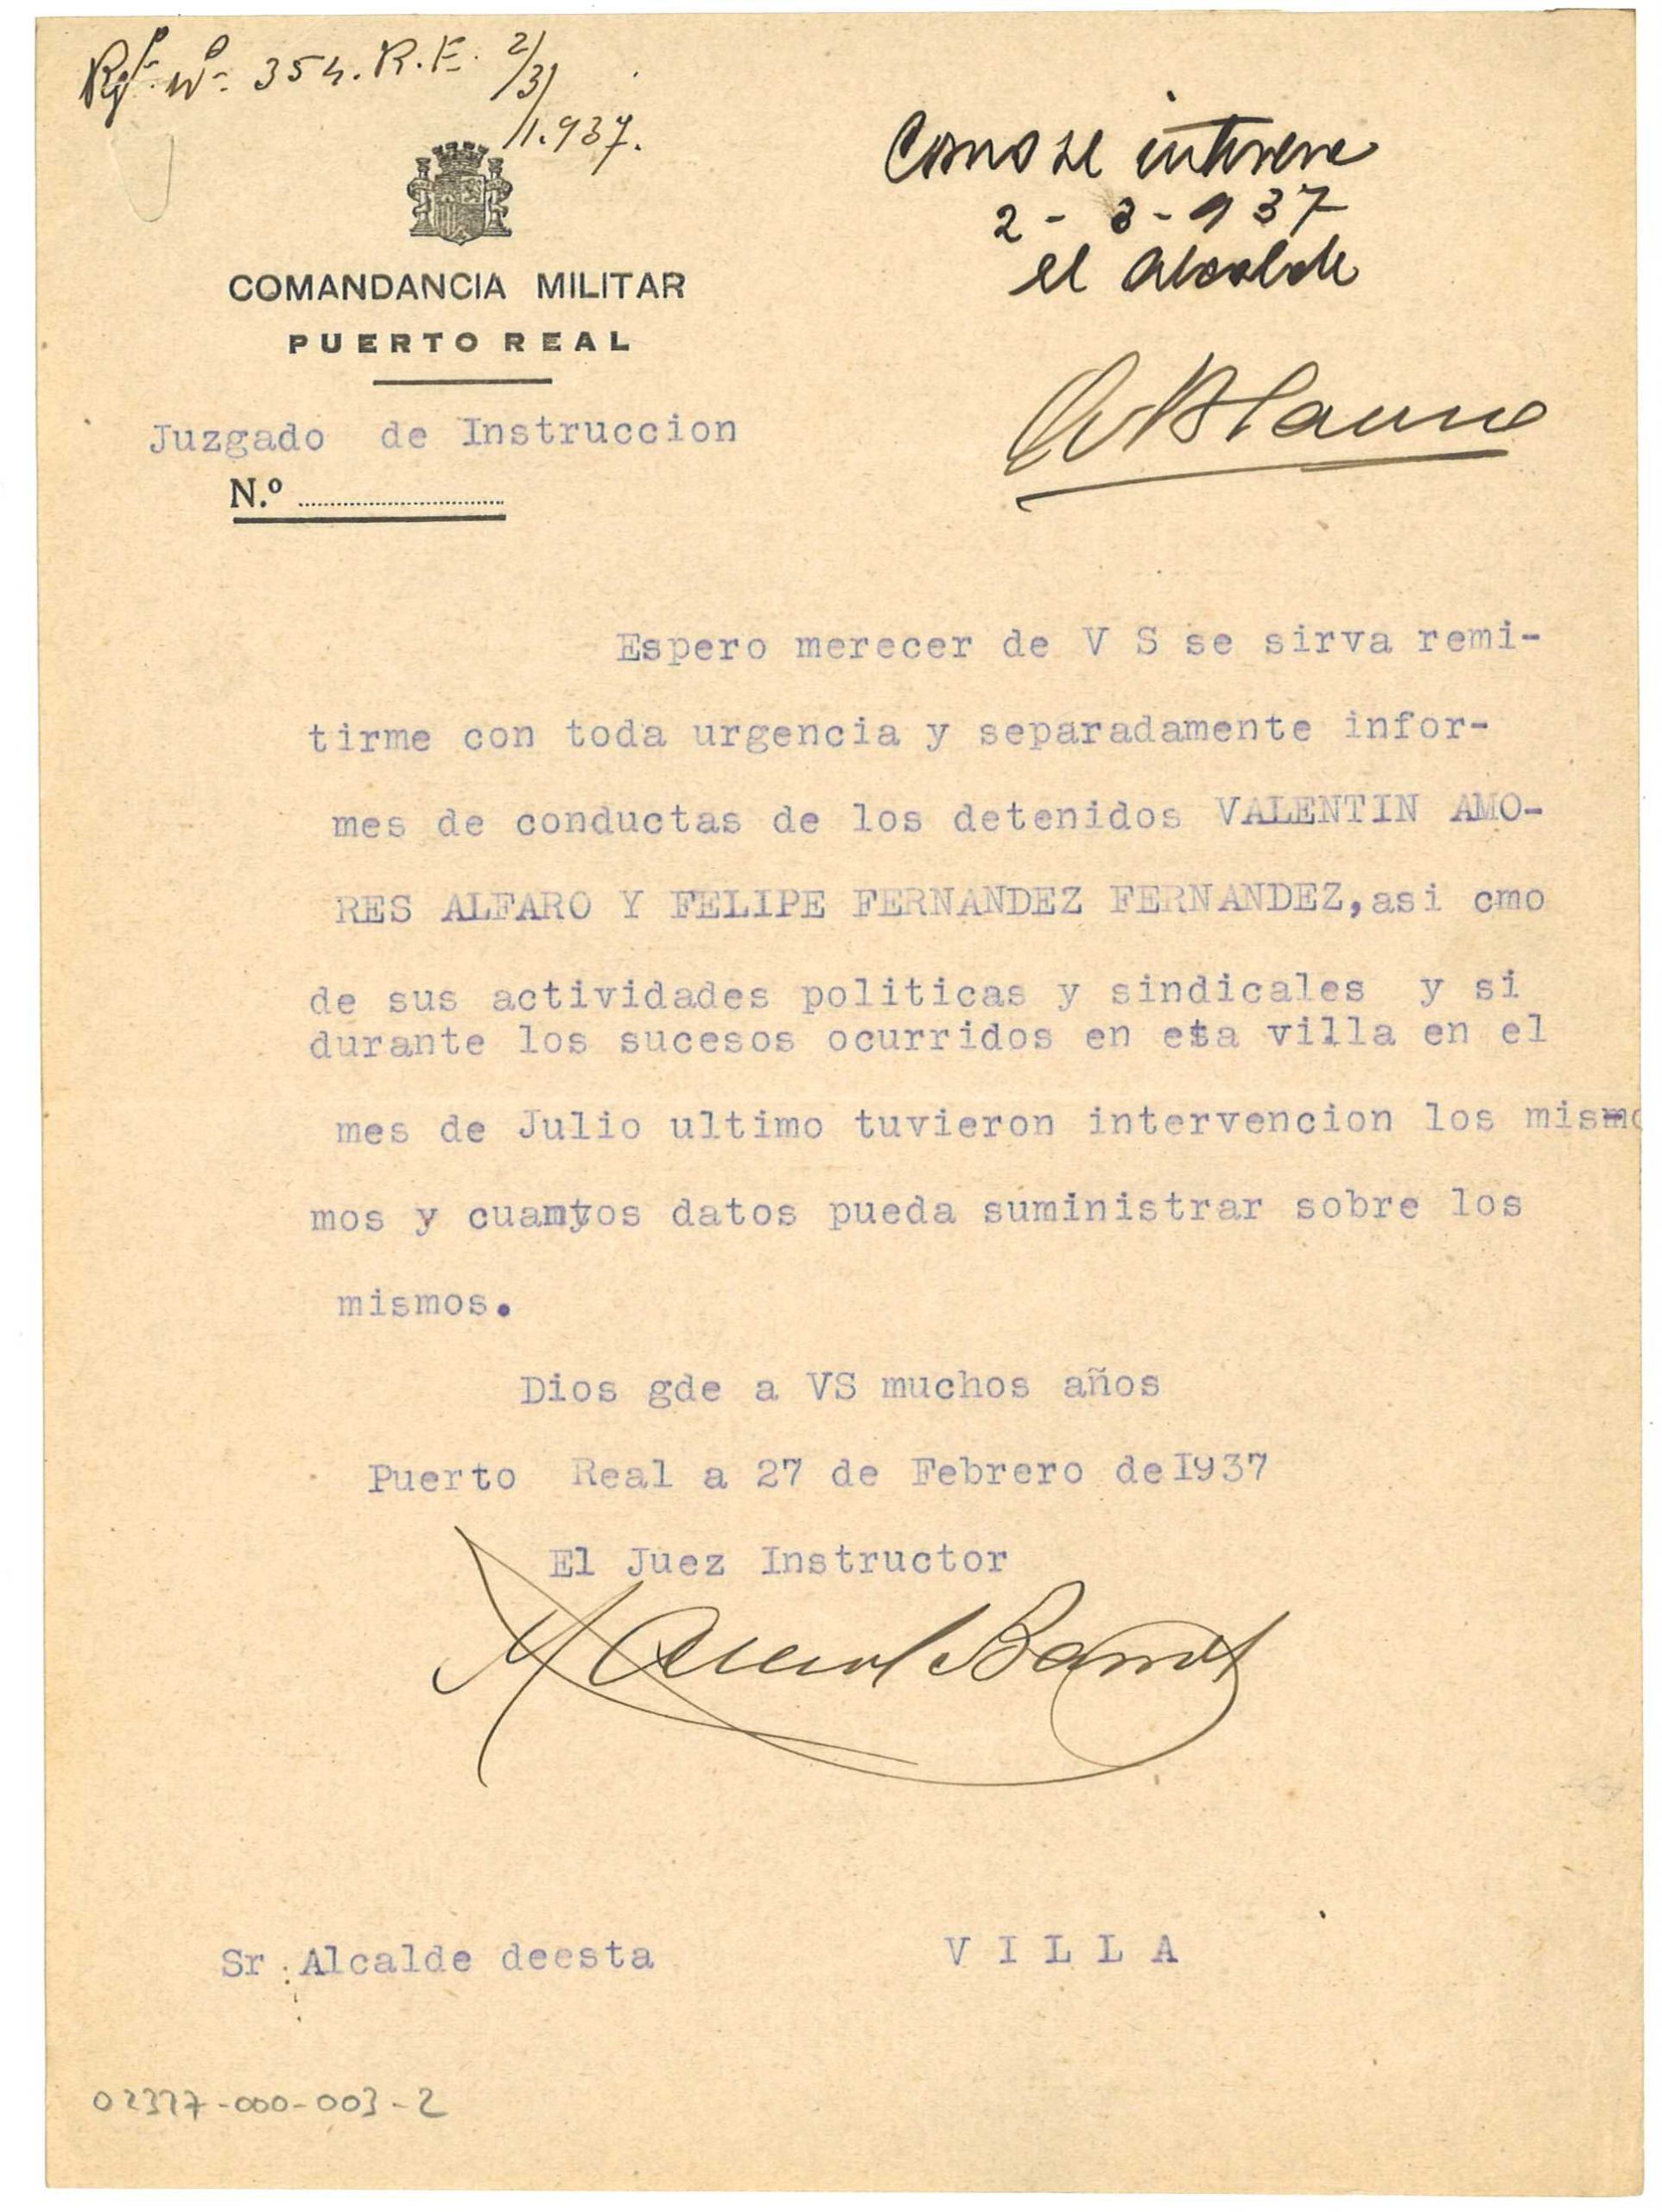 Rgº. Nº. 354. R.E. 2/3/1.937.
Como se interesa
2-3-937
el Alcalde
COMANDANCIA MILITAR
PUERTO REAL
Juzgado de Instruccion
N.º
Espero merecer de V S se sirva remi-
tirme con toda urgencia y separadamente infor-
mes de conductas de los detenidos VALENTIN AMO-
RES ALFARO Y FELIPE FERNANDEZ FERNANDEZ, asi cmo
de sus actividades politicas y sindicales y si
durante los sucesos ocurridos en esta villa en el
mes de Julio ultimo tuvieron intervencion los mismo
mos y cuantos datos pueda suministrar sobre los
mismos.
Dios gde a VS muchos años
Puerto Real a 27 de Febrero de I937
El Juez Instructor
Sr. Alcalde deesta VILLA
02377-000-003-2